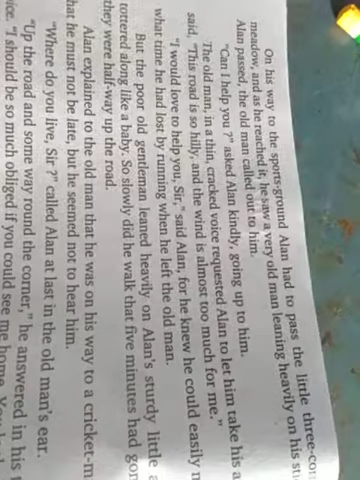 On his way to the sports-ground Alan had to pass the little
meadow, and as he reached it, he saw a very old man leaning heavily on his
Alan passed, the old man called out to him.
"Can I help you?" asked Alan kindly, going up to him.
The old man, in a thin, cracked voice requested Alan to let him take his
said, "This road is so hilly, and the wind is almost too much for me."
"I would love to help you, Sir," said Alan, for he knew he could easily
what time he had lost by running when he left the old man.
But the poor old gentleman leaned heavily on Alan's sturdy little
tottered along like a baby. So slowly did he walk that five minutes had
they were half-way up the road.
Alan explained to the old man that he was on his way to a
that he must not be late, but he seemed not to hear him.
"Where do you live, Sir?" called Alan at last in the old man's ear.
"Up the road and some way round the corner," he answered in his
"I should be so much obliged if you could see me home.